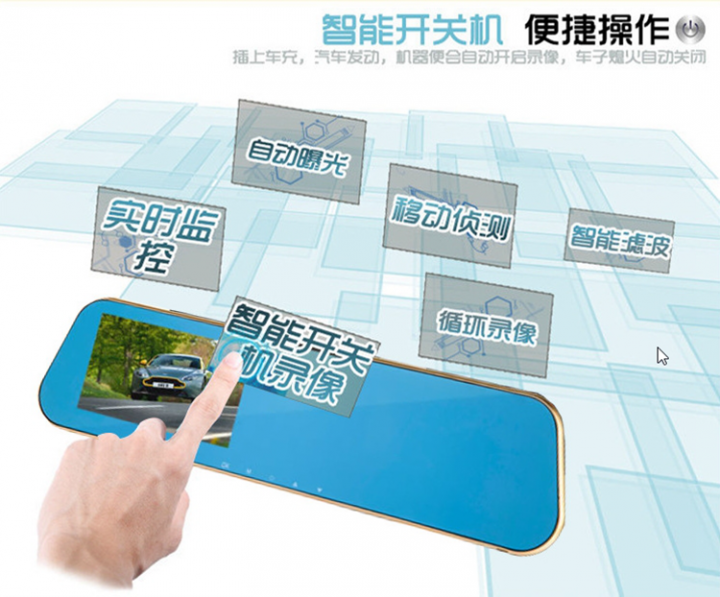 智能开关机 便捷操作
插上车充，汽车发动，机器便会自动开启录像，车子熄火自动关闭
自动曝光
移动侦测
实时监
控
智能滤波
智能开关
机录像
循环录像